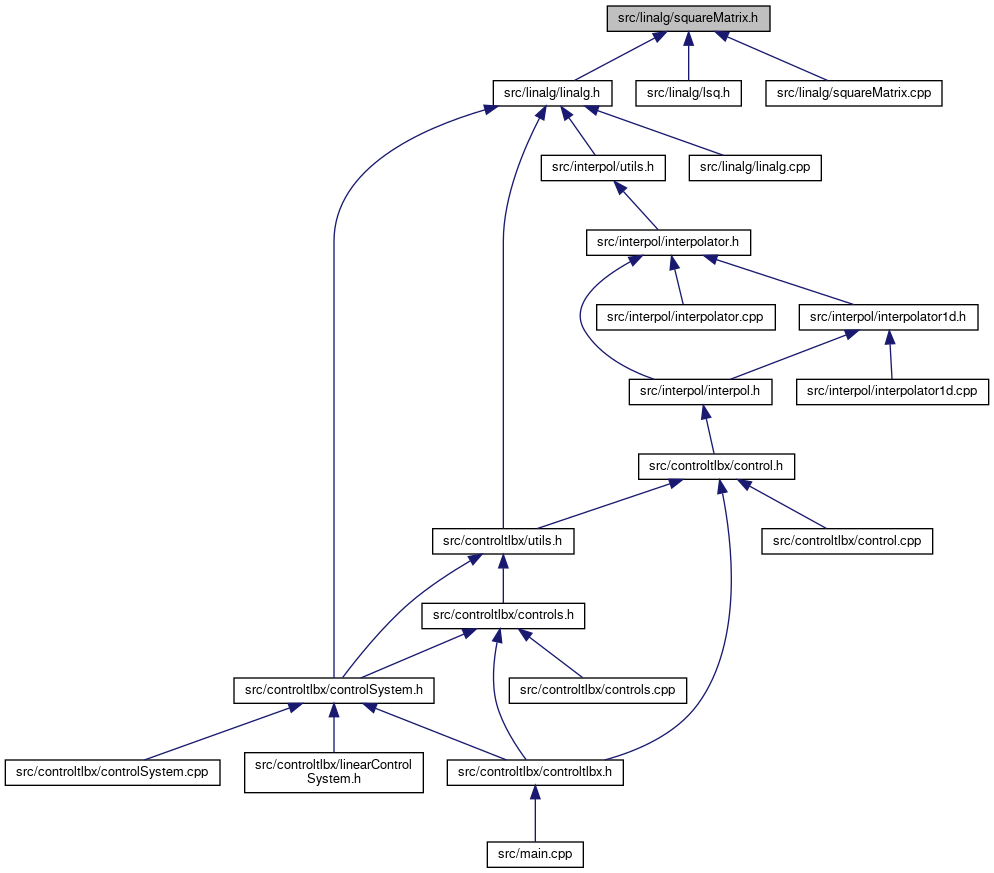 src/linalg/squareMatrix.h
src/linalg/linalg.h
src/linalg/lsq.h
src/linalg/squareMatrix.cpp
src/interpol/utils.h
src/linalg/linalg.cpp
src/interpol/interpolator.h
src/interpol/interpolator.cpp
src/interpol/interpolator1d.h
src/interpol/interpol.h
src/interpol/interpolator1d.cpp
src/controltlbx/control.h
src/controltlbx/utils.h
src/controltlbx/control.cpp
src/controltlbx/controls.h
src/controltlbx/controlSystem.h
src/controltlbx/controls.cpp
src/controltlbx/controlSystem.cpp
src/controltlbx/linearControl
System.h
src/controltlbx/controltlbx.h
src/main.cpp